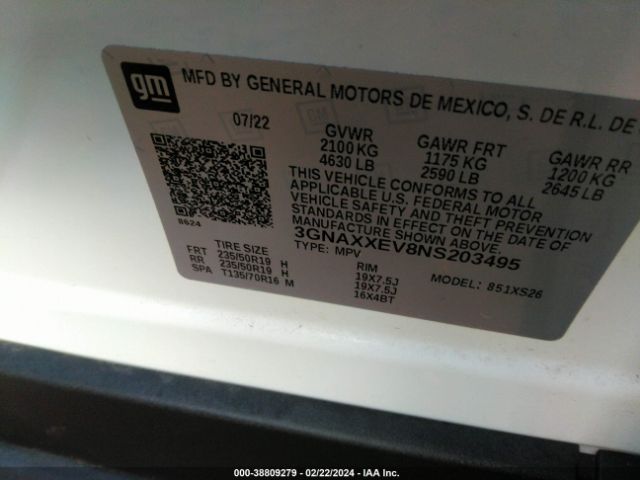 gm
MFD BY GENERAL MOTORS DE MEXICO, S. DE R.L. DE
07/22
GVWR
2100 KG
4630 LB
GAWR FRT
1175 KG
2590 LB
GAWR RR
1200 KG
2645 LB
THIS VEHICLE CONFORMS TO ALL
APPLICABLE U.S. FEDERAL MOTOR
VEHICLE SAFETY AND THEFT PREVENTION
STANDARDS IN EFFECT ON THE DATE OF
MANUFACTURE SHOWN ABOVE.
8624
3GNAXXEV8NS203495
TYPE: MPV
TIRE SIZE
FRT 235/50R19 H
RR 235/50R19 H
SPA T135/70R16 M
RIM
19X7.5J
19X7.5J
16X4BT
MODEL: 851XS26
000-38809279 - 02/22/2024 - IAA Inc.